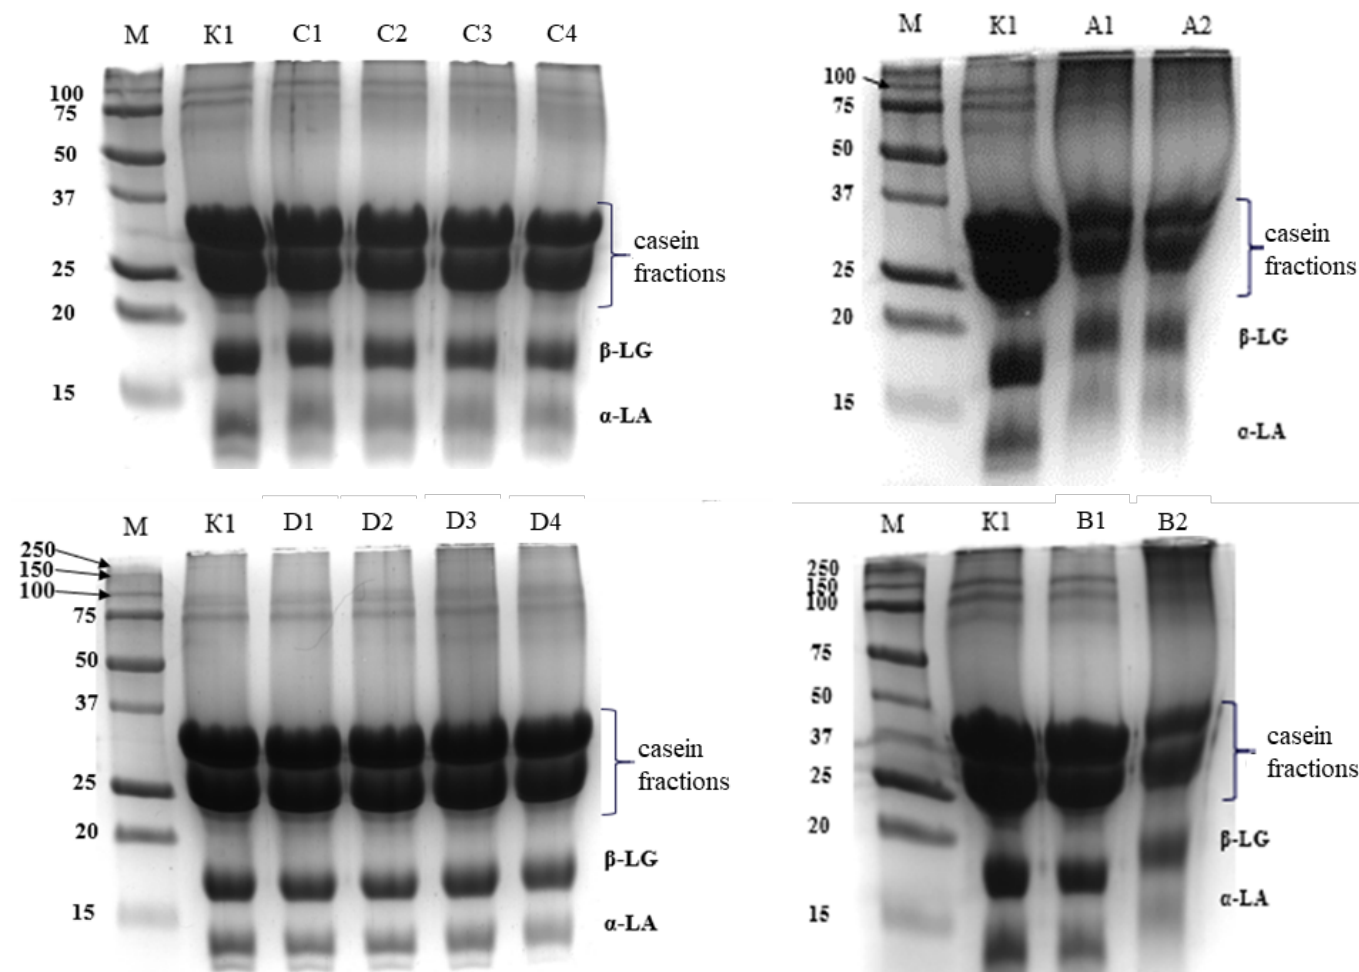 M K1 C1 C2 C3 C4
100
75
50
37
25
20
15
casein
fractions
β-LG
α-LA
M K1 A1 A2
100
75
50
37
25
20
15
casein
fractions
β-LG
α-LA
M K1 D1 D2 D3 D4
250
150
100
75
50
37
25
20
15
casein
fractions
β-LG
α-LA
M K1 B1 B2
250
150
100
75
50
37
25
20
15
casein
fractions
β-LG
α-LA